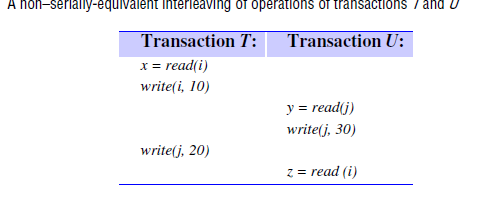 A non–serially-equivalent interleaving of operations of transactions T and U
Transaction T: Transaction U:
x = read(i)
write(i, 10)
y = read(j)
write(j, 30)
write(j, 20)
z = read (i)